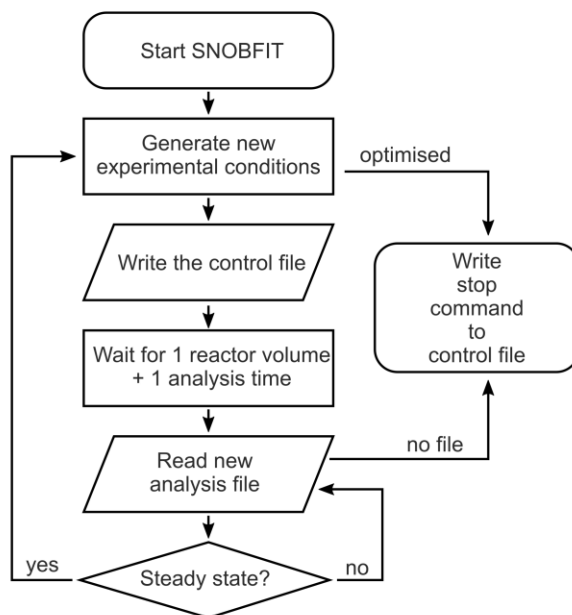 Start SNOBFIT
Generate new
experimental conditions
optimised
Write the control file
Write
stop
command
to
control file
Wait for 1 reactor volume
+ 1 analysis time
no file
Read new
analysis file
yes
Steady state?
no